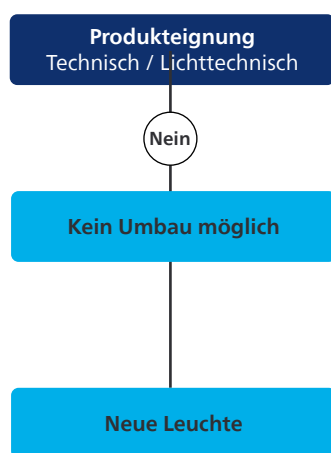 Produkteignung
Technisch / Lichttechnisch
Nein
Kein Umbau möglich
Neue Leuchte